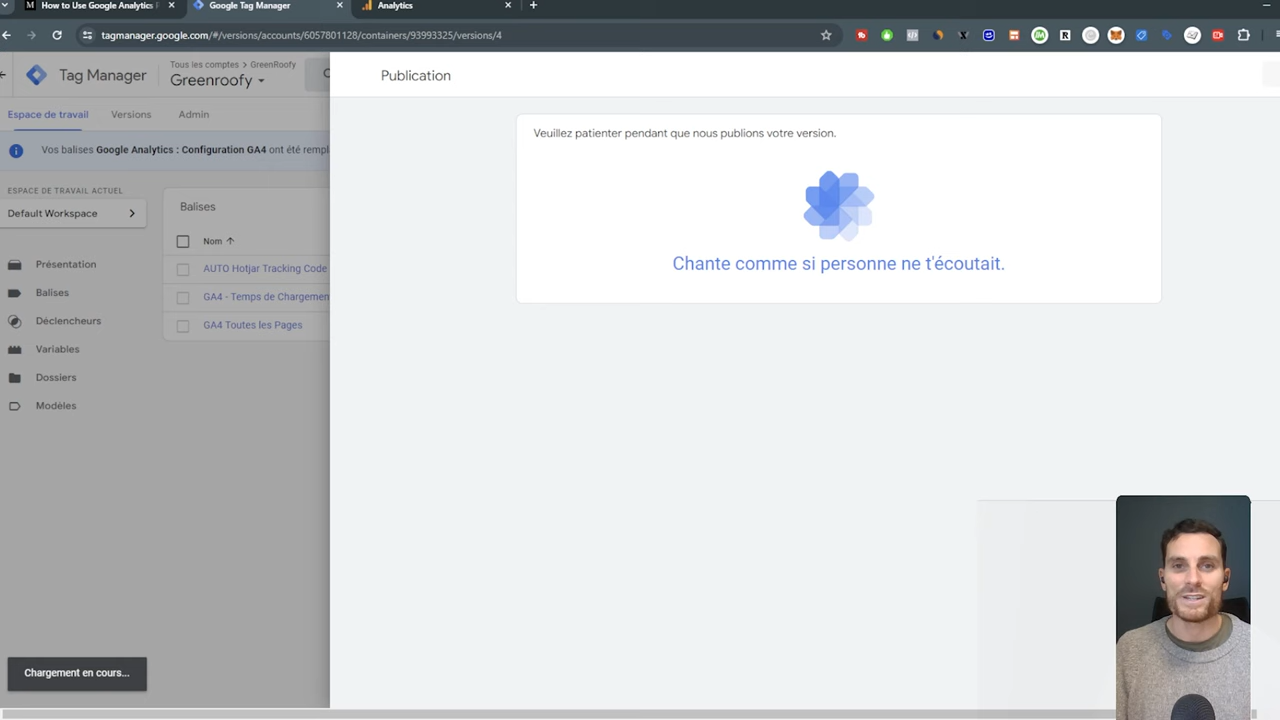 How to Use Google Analytics
Google Tag Manager
Analytics
tagmanager.google.com/#/versions/accounts/6057801128/containers/93993325/versions/4
Tag Manager
Tous les comptes > GreenRoofy
Greenroofy
Publication
Espace de travail
Versions
Admin
Veuillez patienter pendant que nous publions votre version.
Vos balises Google Analytics : Configuration GA4 ont été rempl
ESPACE DE TRAVAIL ACTUEL
Default Workspace
Balises
Nom
Présentation
AUTO Hotjar Tracking Code
Chante comme si personne ne t'écoutait.
Balises
GA4 - Temps de Chargemen
Déclencheurs
GA4 Toutes les Pages
Variables
Dossiers
Modèles
Chargement en cours...